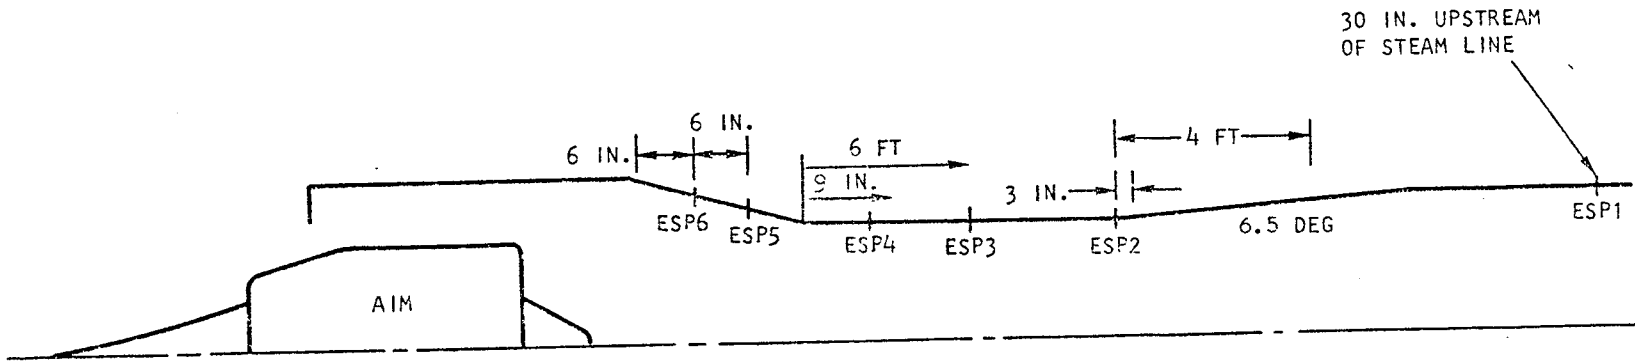 30 IN. UPSTREAM
OF STEAM LINE
6 IN.
6 IN.
6 FT
4 FT
9 IN.
3 IN.
ESP6
ESP5
ESP4
ESP3
ESP2
6.5 DEG
ESP1
AIM